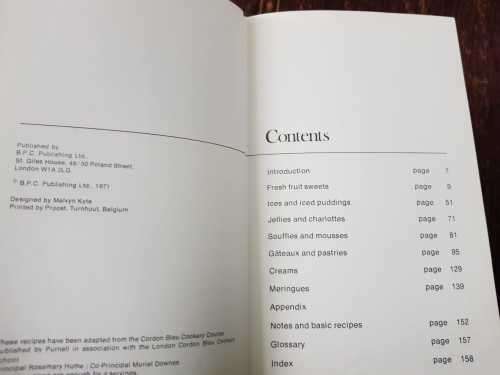 Published by
B.P.C. Publishing Ltd.,
St. Giles House, 49/50 Poland Street,
London W1A 2LG.
© B.P.C. Publishing Ltd., 1971
Designed by Melvyn Kyte
Printed by Proost, Turnhout, Belgium
These recipes have been adapted from the Cordon Bleu Cookery Course
published by Purnell in association with the London Cordon Bleu Cookery
School
Principal Rosemary Hume : Co-Principal Muriel Downes
Contents
Introduction page 7
Fresh fruit sweets page 9
Ices and iced puddings page 51
Jellies and charlottes page 71
Souffles and mousses page 81
Gâteaux and pastries page 95
Creams page 129
Meringues page 139
Appendix
Notes and basic recipes page 152
Glossary page 157
Index page 158